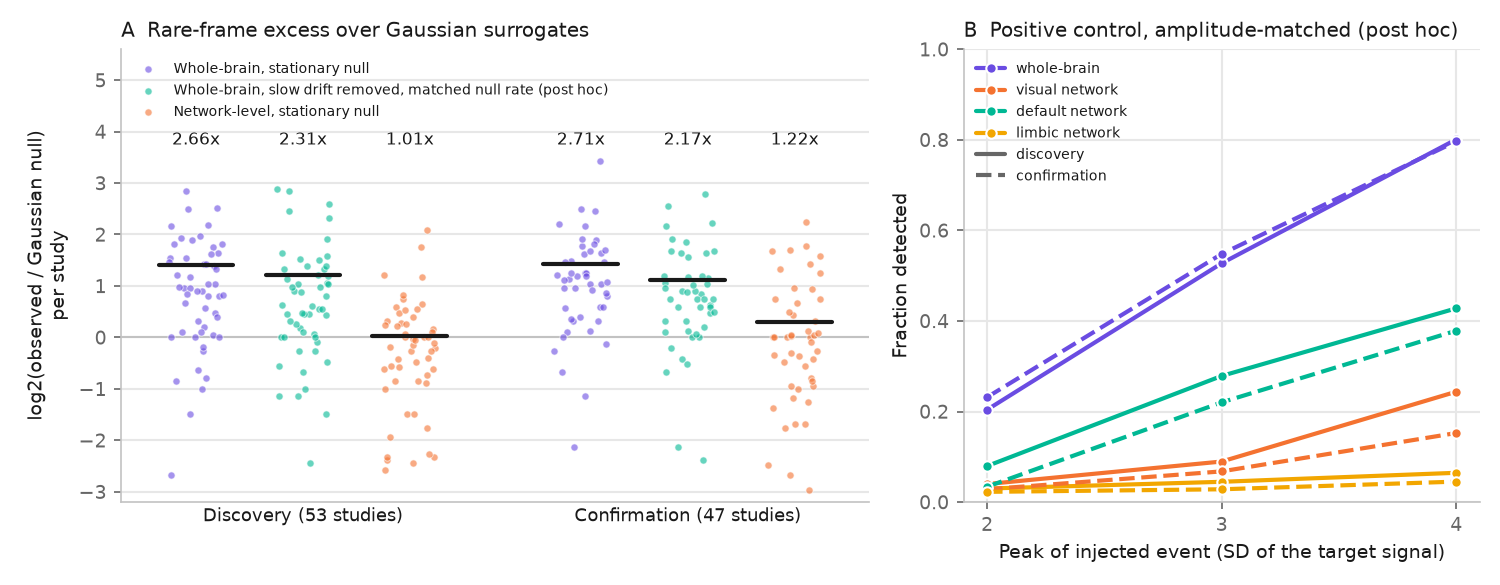 A Rare-frame excess over Gaussian surrogates
Whole-brain, stationary null
Whole-brain, slow drift removed, matched null rate (post hoc)
Network-level, stationary null
2.66x 2.31x 1.01x 2.71x 2.17x 1.22x
5
4
3
2
1
0
−1
−2
−3
log2(observed / Gaussian null)
per study
Discovery (53 studies) Confirmation (47 studies)
B Positive control, amplitude-matched (post hoc)
whole-brain
visual network
default network
limbic network
discovery
confirmation
1.0
0.8
0.6
0.4
0.2
0.0
Fraction detected
2 3 4
Peak of injected event (SD of the target signal)